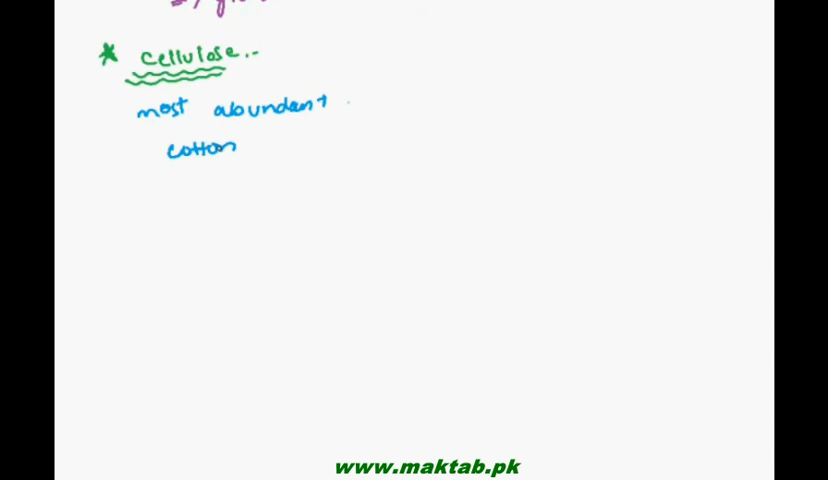 * Cellulose :-
most abundant
cotton
www.maktab.pk